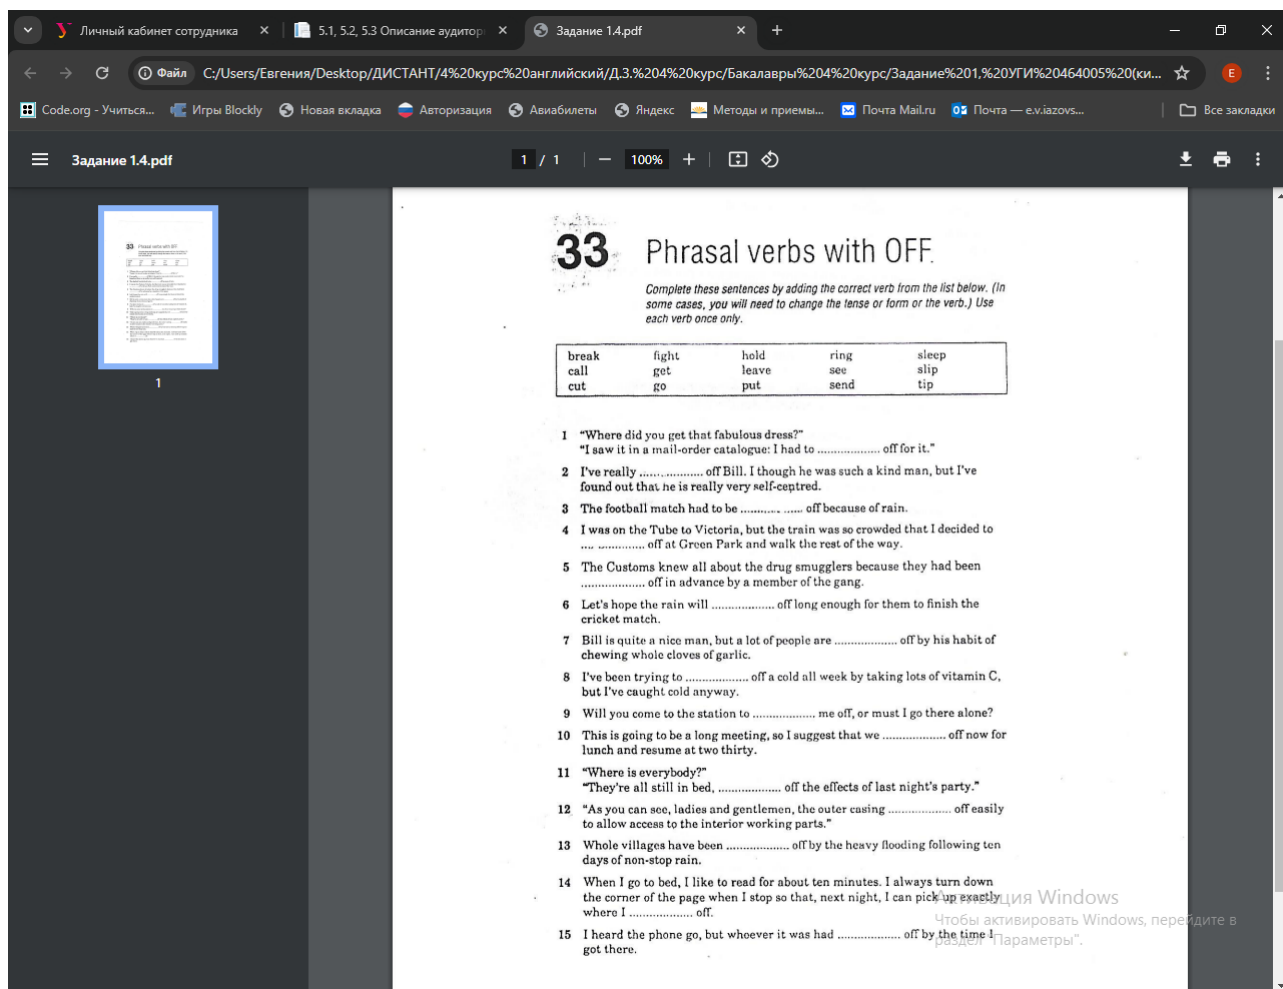 Личный кабинет сотрудника
5.1, 5.2, 5.3 Описание аудитор
Задание 1.4.pdf
Файл
C:/Users/Евгения/Desktop/ДИСТАНТ/4%20курс%20английский/Д.З.%204%20курс/Бакалавры%204%20курс/Задание%201,%20УГИ%20464005%20(ки...
E
Code.org - Учиться...
Игры Blockly
Новая вкладка
Авторизация
Авиабилеты
Яндекс
Методы и приемы...
Почта Mail.ru
Почта — e.v.iazovs...
Все закладки
Задание 1.4.pdf
1 / 1
100%
1
33 Phrasal verbs with OFF.
Complete these sentences by adding the correct verb from the list below. (In
some cases, you will need to change the tense or form or the verb.) Use
each verb once only.
break fight hold ring sleep
call get leave see slip
cut go put send tip
1 "Where did you get that fabulous dress?"
"I saw it in a mail-order catalogue: I had to ................... off for it."
2 I've really ................... off Bill. I though he was such a kind man, but I've
found out that he is really very self-centred.
3 The football match had to be ................... off because of rain.
4 I was on the Tube to Victoria, but the train was so crowded that I decided to
................... off at Green Park and walk the rest of the way.
5 The Customs knew all about the drug smugglers because they had been
................... off in advance by a member of the gang.
6 Let's hope the rain will ................... off long enough for them to finish the
cricket match.
7 Bill is quite a nice man, but a lot of people are ................... off by his habit of
chewing whole cloves of garlic.
8 I've been trying to ................... off a cold all week by taking lots of vitamin C,
but I've caught cold anyway.
9 Will you come to the station to ................... me off, or must I go there alone?
10 This is going to be a long meeting, so I suggest that we ................... off now for
lunch and resume at two thirty.
11 "Where is everybody?"
"They're all still in bed, ................... off the effects of last night's party."
12 "As you can see, ladies and gentlemen, the outer casing ................... off easily
to allow access to the interior working parts."
13 Whole villages have been ................... off by the heavy flooding following ten
days of non-stop rain.
14 When I go to bed, I like to read for about ten minutes. I always turn down
the corner of the page when I stop so that, next night, I can pick up exactly
where I ................... off.
15 I heard the phone go, but whoever it was had ................... off by the time I
got there.
Активация Windows
Чтобы активировать Windows, перейдите в
раздел "Параметры".